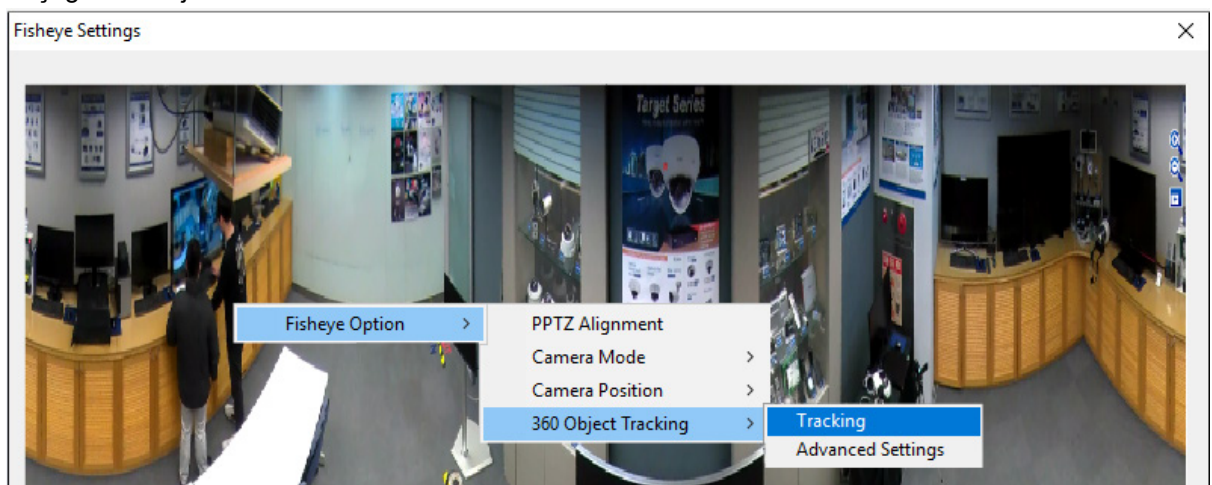 Fisheye Settings
Target Series
Fisheye Option
PPTZ Alignment
Camera Mode
Camera Position
360 Object Tracking
Tracking
Advanced Settings